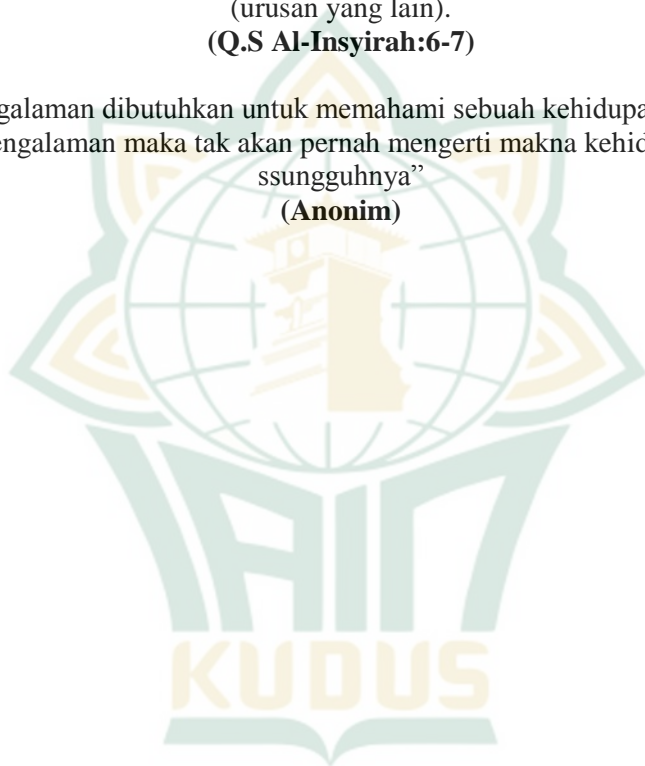 (urusan yang lain).
(Q.S Al-Insyirah:6-7)
galaman dibutuhkan untuk memahami sebuah kehidupa
engalaman maka tak akan pernah mengerti makna kehid
ssungguhnya”
(Anonim)
IAIN
KUDUS